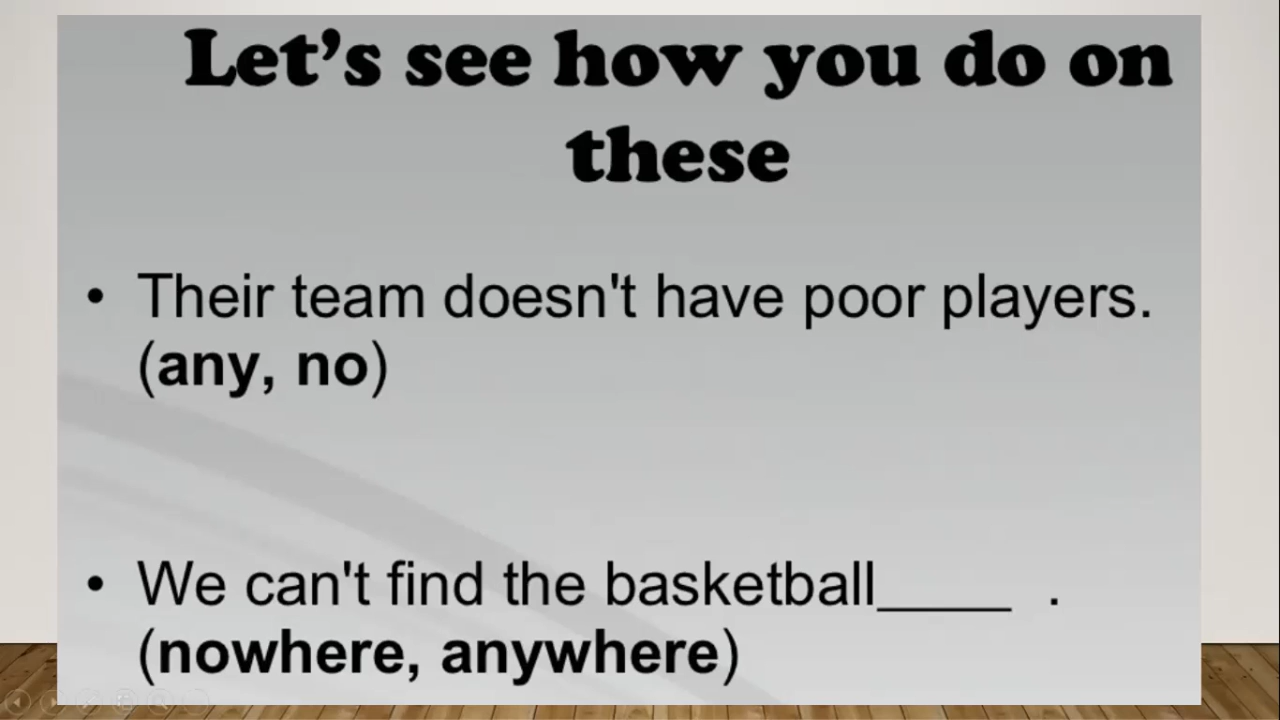 Let's see how you do on
these
• Their team doesn't have poor players.
(any, no)
• We can't find the basketball_____ .
(nowhere, anywhere)